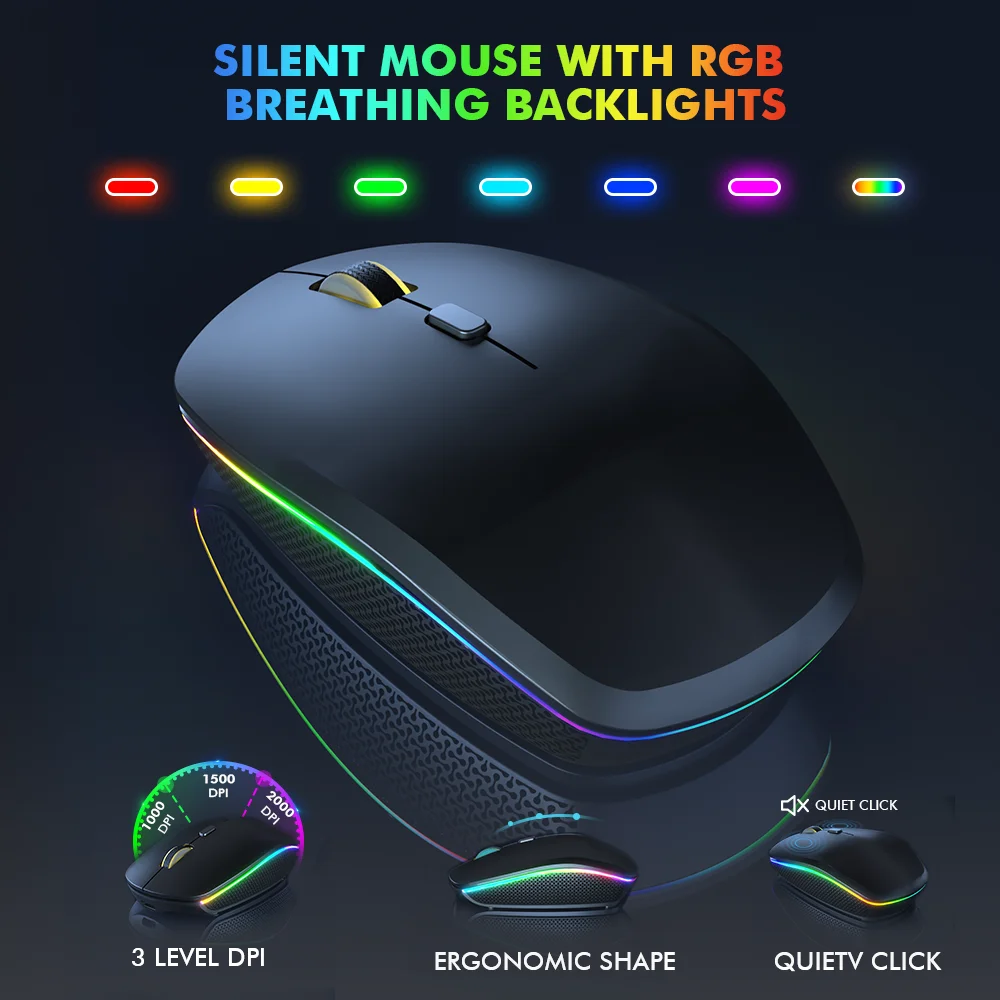 SILENT MOUSE WITH RGB
BREATHING BACKLIGHTS
1000
DPI
1500
DPI
2000
DPI
QUIET CLICK
3 LEVEL DPI
ERGONOMIC SHAPE
QUIETV CLICK